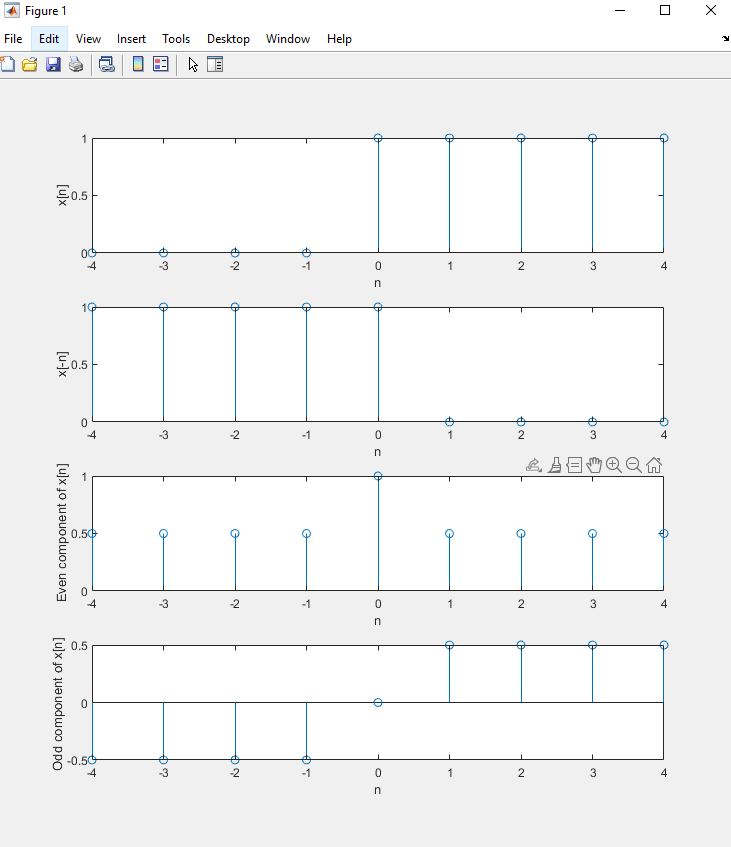 Figure 1
File Edit View Insert Tools Desktop Window Help
1
0.5
0
x[n]
-4 -3 -2 -1 0 1 2 3 4
n
1
0.5
0
x[-n]
-4 -3 -2 -1 0 1 2 3 4
n
1
0.5
0
Even component of x[n]
-4 -3 -2 -1 0 1 2 3 4
n
0.5
0
-0.5
Odd component of x[n]
-4 -3 -2 -1 0 1 2 3 4
n